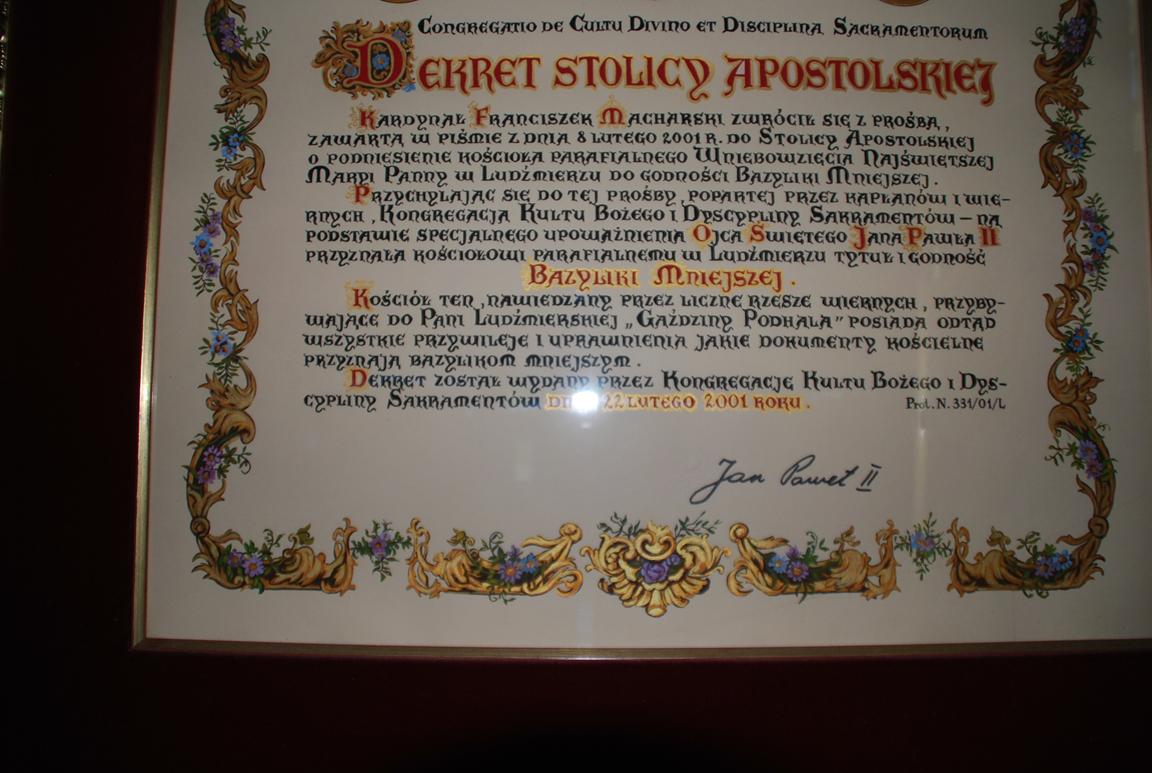 Congregatio de Cultu Divino et Disciplina Sacramentorum
Dekret Stolicy Apostolskiej
Kardynał Franciszek Macharski zwrócił się z prośbą,
zawartą w piśmie z dnia 8 lutego 2001 r. do Stolicy Apostolskiej
o podniesienie kościoła parafialnego Wniebowzięcia Najświętszej
Maryi Panny w Ludźmierzu do godności Bazyliki Mniejszej.
Przychylając się do tej prośby, popartej przez kapłanów i wie-
rnych, Kongregacja Kultu Bożego i Dyscypliny Sakramentów – na
podstawie specjalnego upoważnienia Ojca Świętego Jana Pawła II
przyznała kościołowi parafialnemu w Ludźmierzu tytuł i godność
Bazyliki Mniejszej.
Kościół ten, nawiedzany przez liczne rzesze wiernych, przyby-
wające do Pani Ludźmierskiej „Gaździny Podhala" posiada odtąd
wszystkie przywileje i uprawnienia jakie dokumenty kościelne
przyznają bazylikom mniejszym.
Dekret został wydany przez Kongregację Kultu Bożego i Dys-
cypliny Sakramentów dnia 22 lutego 2001 roku. Prot. N. 331/01/L
Jan Paweł II